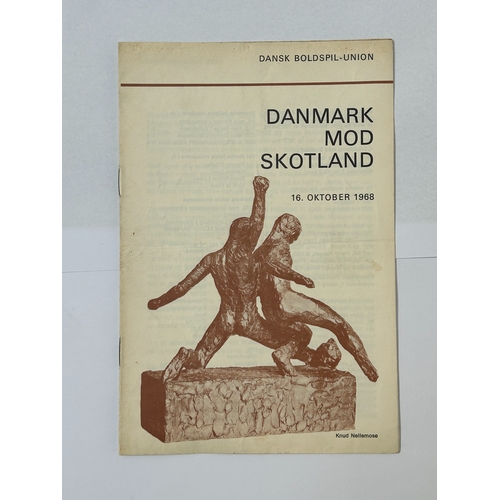 DANSK BOLDSPIL-UNION
DANMARK
MOD
SKOTLAND
16. OKTOBER 1968
Knud Nellemose